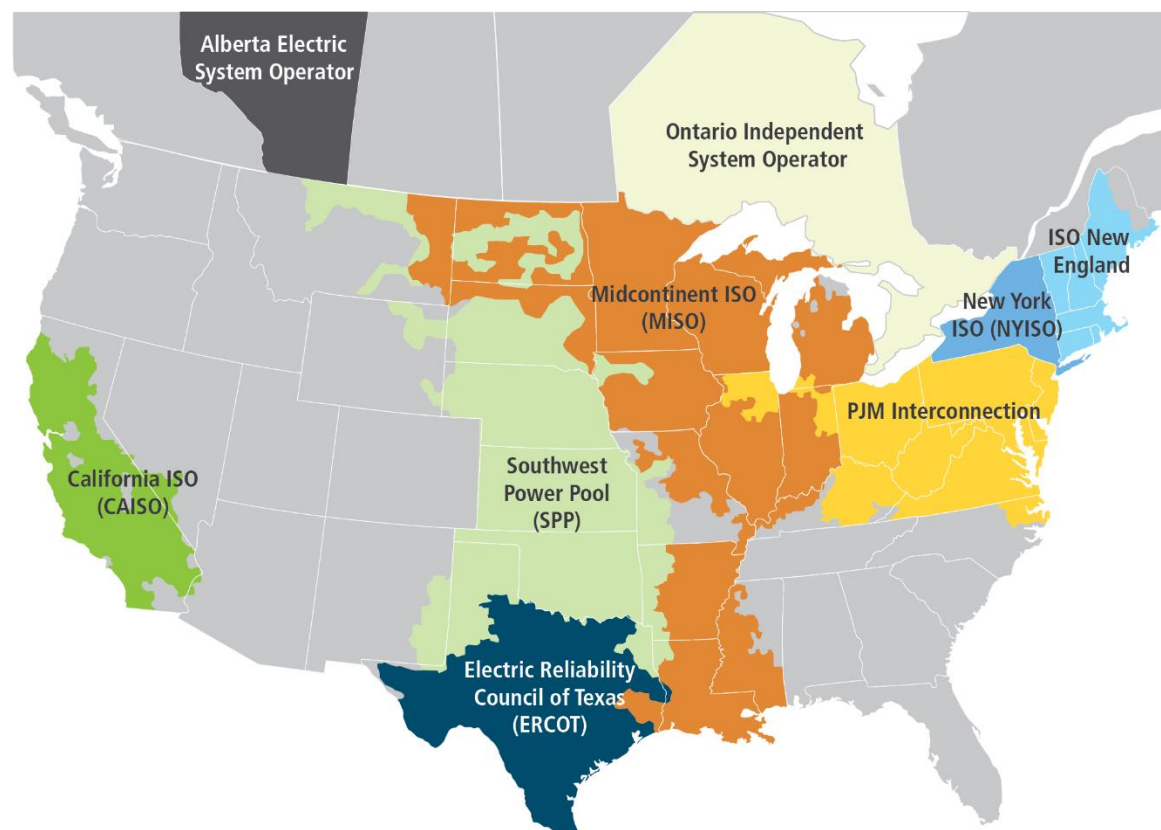 Alberta Electric
System Operator
Ontario Independent
System Operator
ISO New
England
Midcontinent ISO
(MISO)
New York
ISO (NYISO)
PJM Interconnection
California ISO
(CAISO)
Southwest
Power Pool
(SPP)
Electric Reliability
Council of Texas
(ERCOT)